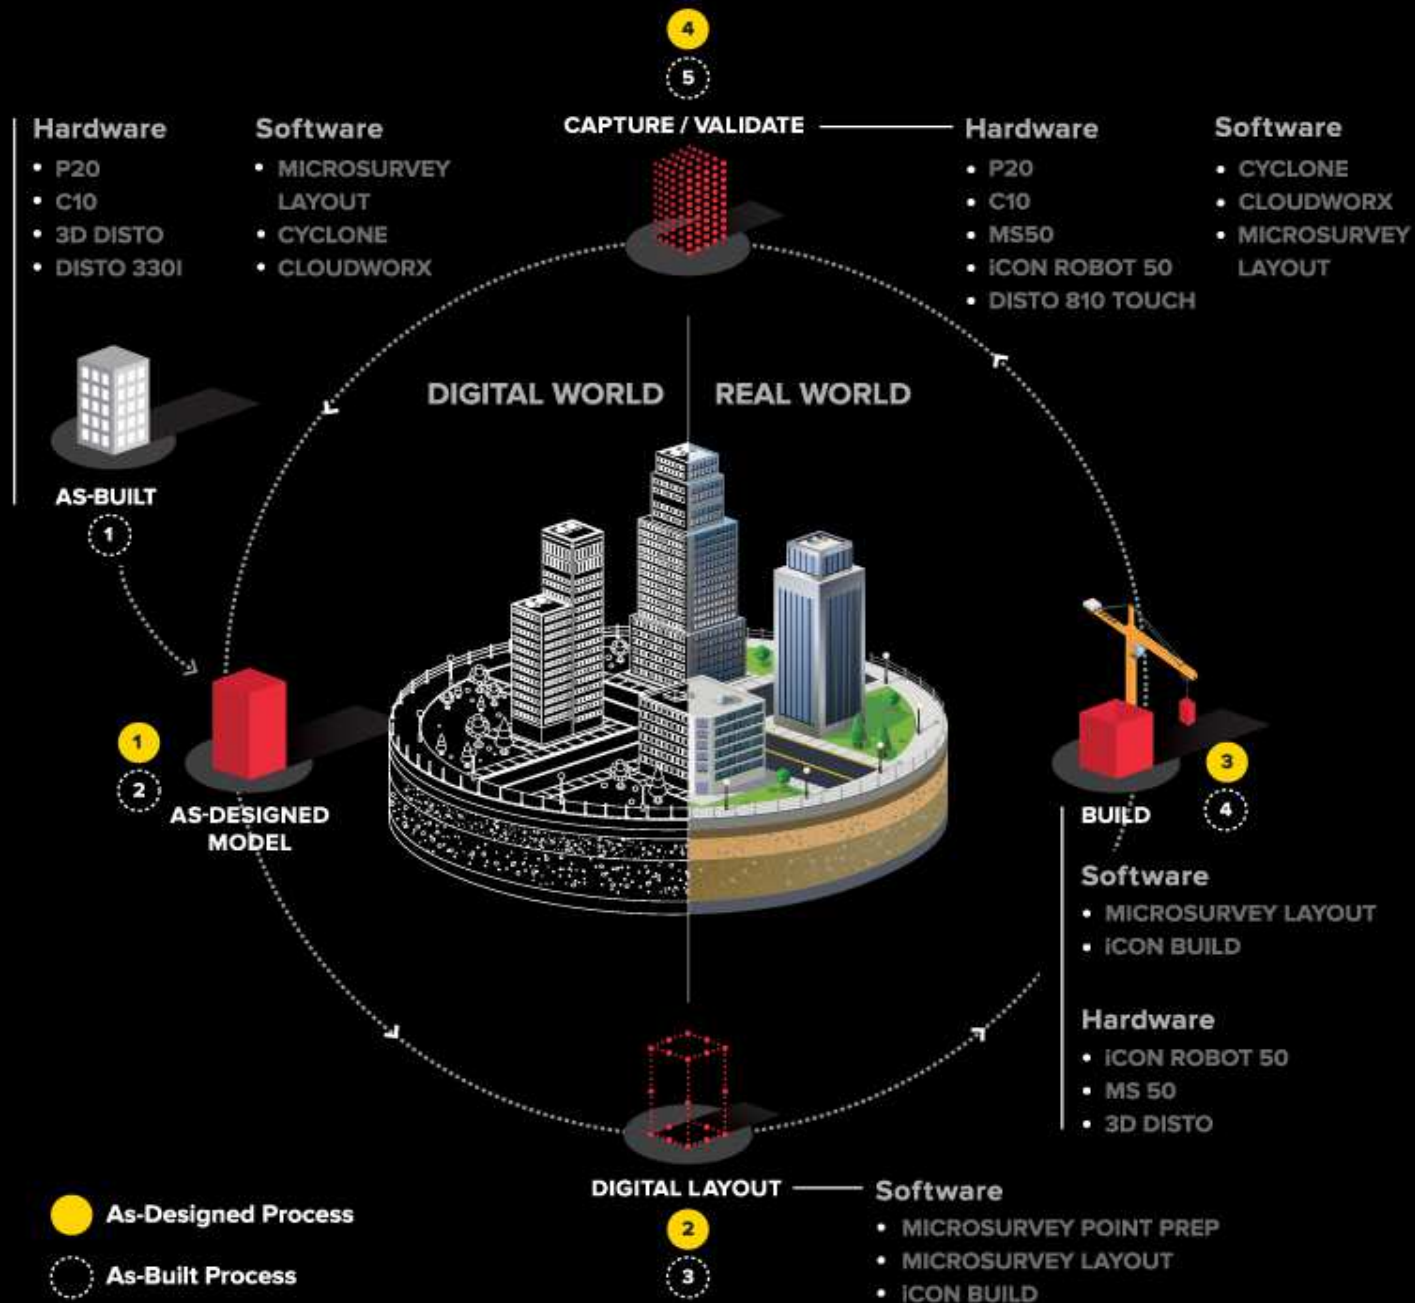 4
5
CAPTURE / VALIDATE
Hardware
• P20
• C10
• 3D DISTO
• DISTO 330I
Software
• MICROSURVEY
LAYOUT
• CYCLONE
• CLOUDWORX
Hardware
• P20
• C10
• MS50
• iCON ROBOT 50
• DISTO 810 TOUCH
Software
• CYCLONE
• CLOUDWORX
• MICROSURVEY
LAYOUT
DIGITAL WORLD
REAL WORLD
AS-BUILT
1
1
2
AS-DESIGNED
MODEL
3
4
BUILD
Software
• MICROSURVEY LAYOUT
• iCON BUILD
Hardware
• iCON ROBOT 50
• MS 50
• 3D DISTO
DIGITAL LAYOUT
2
3
Software
• MICROSURVEY POINT PREP
• MICROSURVEY LAYOUT
• iCON BUILD
As-Designed Process
As-Built Process